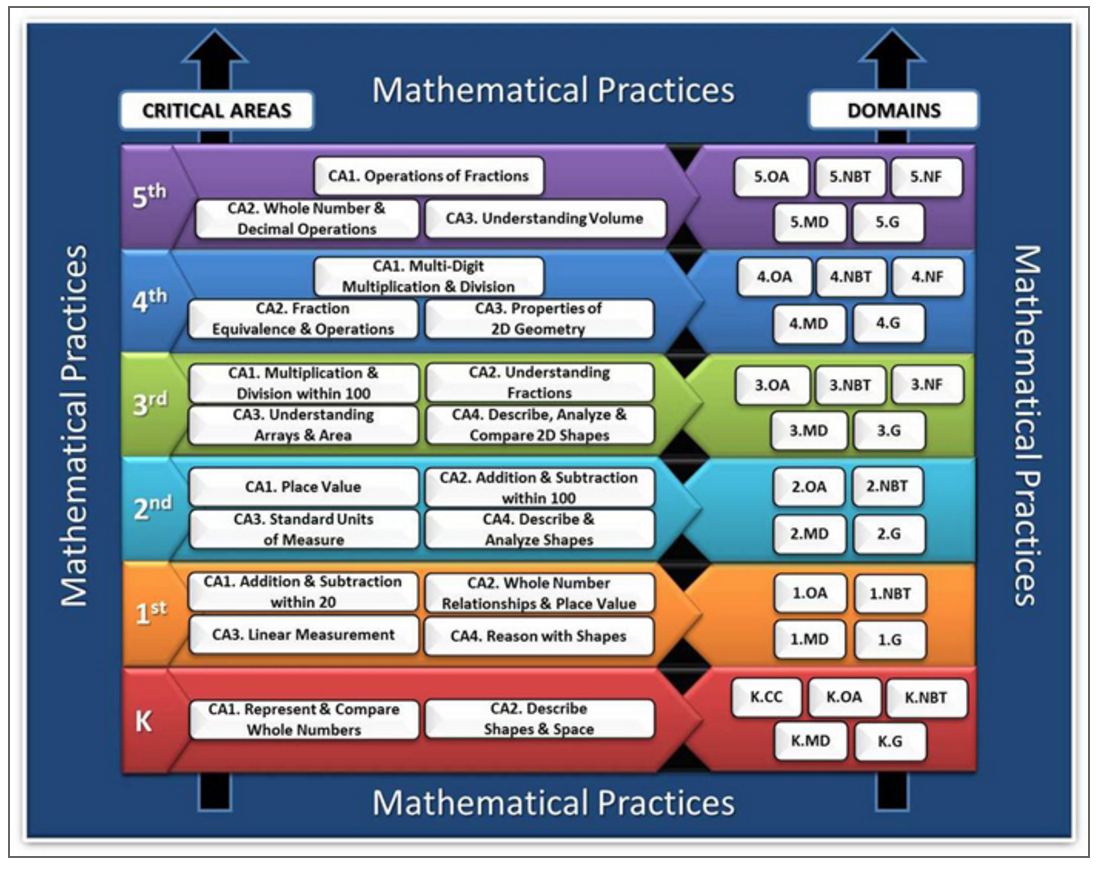 Mathematical Practices
CRITICAL AREAS
DOMAINS
Mathematical Practices
Mathematical Practices
5th
CA1. Operations of Fractions
CA2. Whole Number &
Decimal Operations
CA3. Understanding Volume
5.OA
5.NBT
5.NF
5.MD
5.G
4th
CA1. Multi-Digit
Multiplication & Division
CA2. Fraction
Equivalence & Operations
CA3. Properties of
2D Geometry
4.OA
4.NBT
4.NF
4.MD
4.G
3rd
CA1. Multiplication &
Division within 100
CA2. Understanding
Fractions
CA3. Understanding
Arrays & Area
CA4. Describe, Analyze &
Compare 2D Shapes
3.OA
3.NBT
3.NF
3.MD
3.G
2nd
CA1. Place Value
CA2. Addition & Subtraction
within 100
CA3. Standard Units
of Measure
CA4. Describe &
Analyze Shapes
2.OA
2.NBT
2.MD
2.G
1st
CA1. Addition & Subtraction
within 20
CA2. Whole Number
Relationships & Place Value
CA3. Linear Measurement
CA4. Reason with Shapes
1.OA
1.NBT
1.MD
1.G
K
CA1. Represent & Compare
Whole Numbers
CA2. Describe
Shapes & Space
K.CC
K.OA
K.NBT
K.MD
K.G
Mathematical Practices